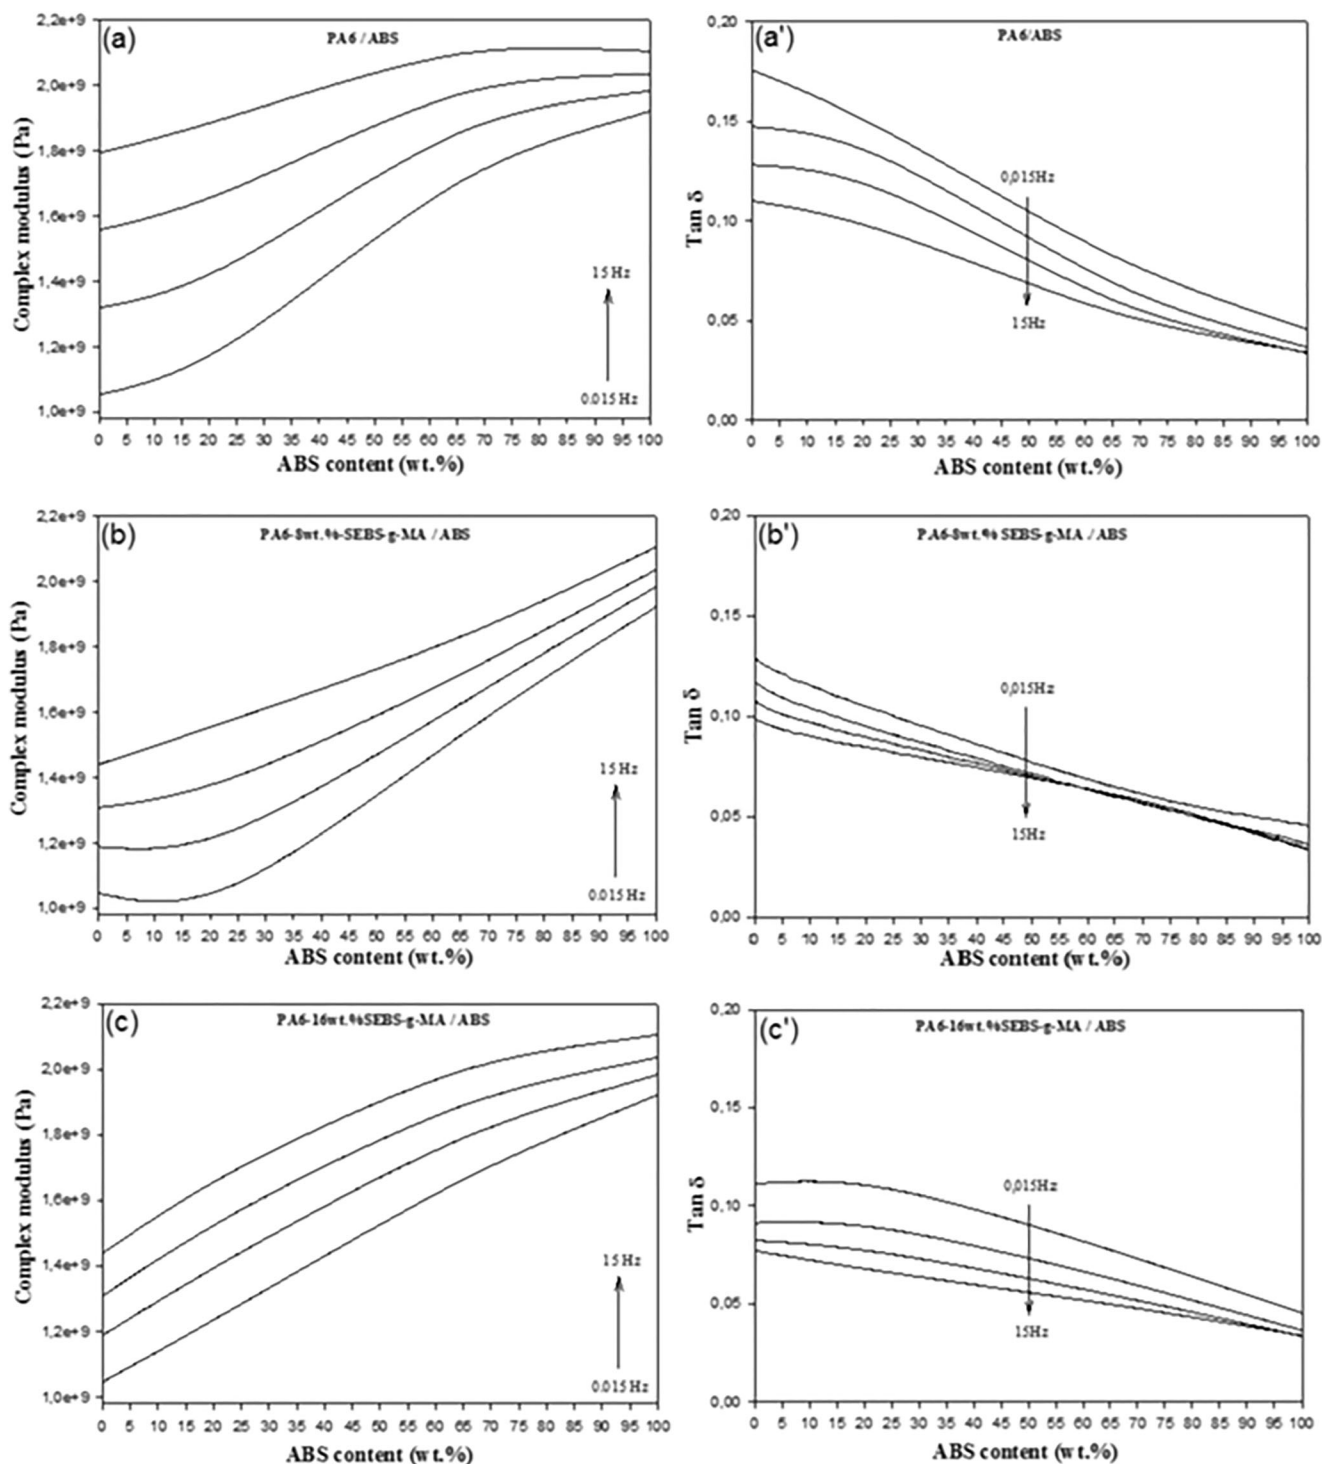 (a)
PA6 / ABS
Complex modulus (Pa)
2,2e+9
2,0e+9
1,8e+9
1,6e+9
1,4e+9
1,2e+9
1,0e+9
15 Hz
0.015 Hz
0 5 10 15 20 25 30 35 40 45 50 55 60 65 70 75 80 85 90 95 100
ABS content (wt.%)
(a')
PA6/ABS
Tan δ
0,20
0,15
0,10
0,05
0,00
0,015Hz
15Hz
0 5 10 15 20 25 30 35 40 45 50 55 60 65 70 75 80 85 90 95 100
ABS content (wt.%)
(b)
PA6-8wt.%-SEBS-g-MA / ABS
Complex modulus (Pa)
2,2e+9
2,0e+9
1,8e+9
1,6e+9
1,4e+9
1,2e+9
1,0e+9
15 Hz
0.015 Hz
0 5 10 15 20 25 30 35 40 45 50 55 60 65 70 75 80 85 90 95 100
ABS content (wt.%)
(b')
PA6-8wt.% SEBS-g-MA / ABS
Tan δ
0,20
0,15
0,10
0,05
0,00
0,015Hz
15Hz
0 5 10 15 20 25 30 35 40 45 50 55 60 65 70 75 80 85 90 95 100
ABS content (wt.%)
(c)
PA6-16wt.%SEBS-g-MA / ABS
Complex modulus (Pa)
2,2e+9
2,0e+9
1,8e+9
1,6e+9
1,4e+9
1,2e+9
1,0e+9
15 Hz
0.015 Hz
0 5 10 15 20 25 30 35 40 45 50 55 60 65 70 75 80 85 90 95 100
ABS content (wt.%)
(c')
PA6-16wt.%SEBS-g-MA / ABS
Tan δ
0,20
0,15
0,10
0,05
0,00
0,015Hz
15Hz
0 5 10 15 20 25 30 35 40 45 50 55 60 65 70 75 80 85 90 95 100
ABS content (wt.%)